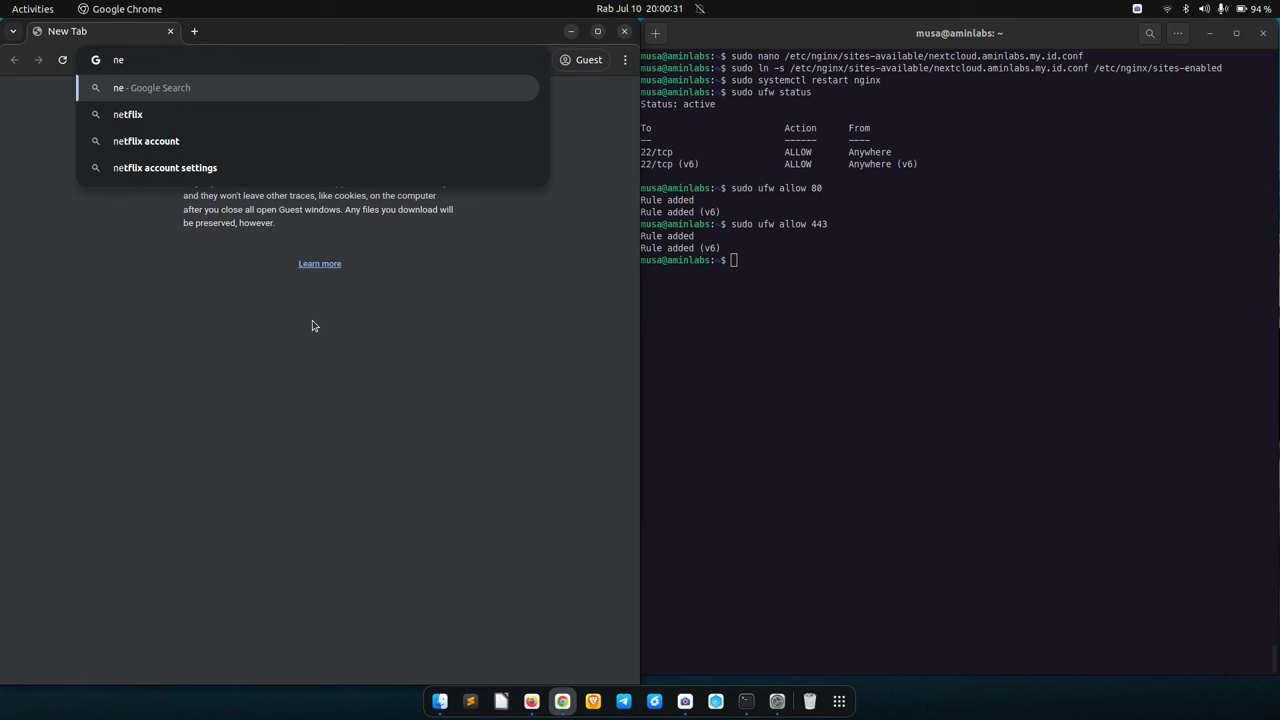 Activities
Google Chrome
Rab Jul 10 20:00:31
94 %
New Tab
ne
Guest
ne - Google Search
netflix
netflix account
netflix account settings
and they won't leave other traces, like cookies, on the computer
after you close all open Guest windows. Any files you download will
be preserved, however.
Learn more
musa@aminlabs: ~
musa@aminlabs:~$ sudo nano /etc/nginx/sites-available/nextcloud.aminlabs.my.id.conf
musa@aminlabs:~$ sudo ln -s /etc/nginx/sites-available/nextcloud.aminlabs.my.id.conf /etc/nginx/sites-enabled
musa@aminlabs:~$ sudo systemctl restart nginx
musa@aminlabs:~$ sudo ufw status
Status: active
To Action From
-- ------ ----
22/tcp ALLOW Anywhere
22/tcp (v6) ALLOW Anywhere (v6)
musa@aminlabs:~$ sudo ufw allow 80
Rule added
Rule added (v6)
musa@aminlabs:~$ sudo ufw allow 443
Rule added
Rule added (v6)
musa@aminlabs:~$